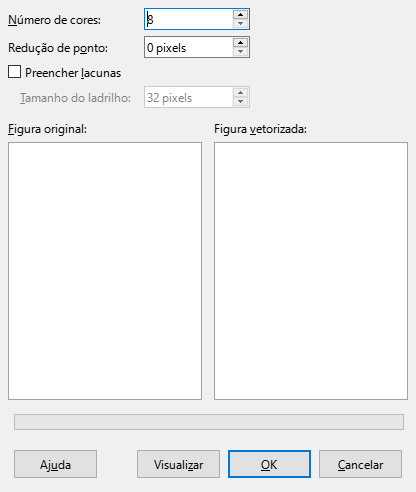 Número de cores: 8
Redução de ponto: 0 pixels
Preencher lacunas
Tamanho do ladrilho: 32 pixels
Figura original: Figura vetorizada:
Ajuda Visualizar OK Cancelar